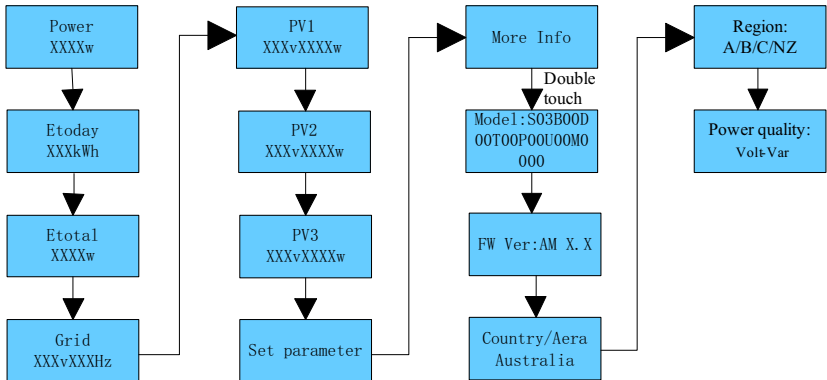 Power
XXXXw
Etoday
XXXkWh
Etotal
XXXXw
Grid
XXXvXXXHz
PV1
XXXvXXXXw
PV2
XXXvXXXXw
PV3
XXXvXXXXw
Set parameter
More Info
Double
touch
Model:S03B00D
00T00P00U00M0
000
FW Ver:AM X.X
Country/Aera
Australia
Region:
A/B/C/NZ
Power quality:
Volt-Var